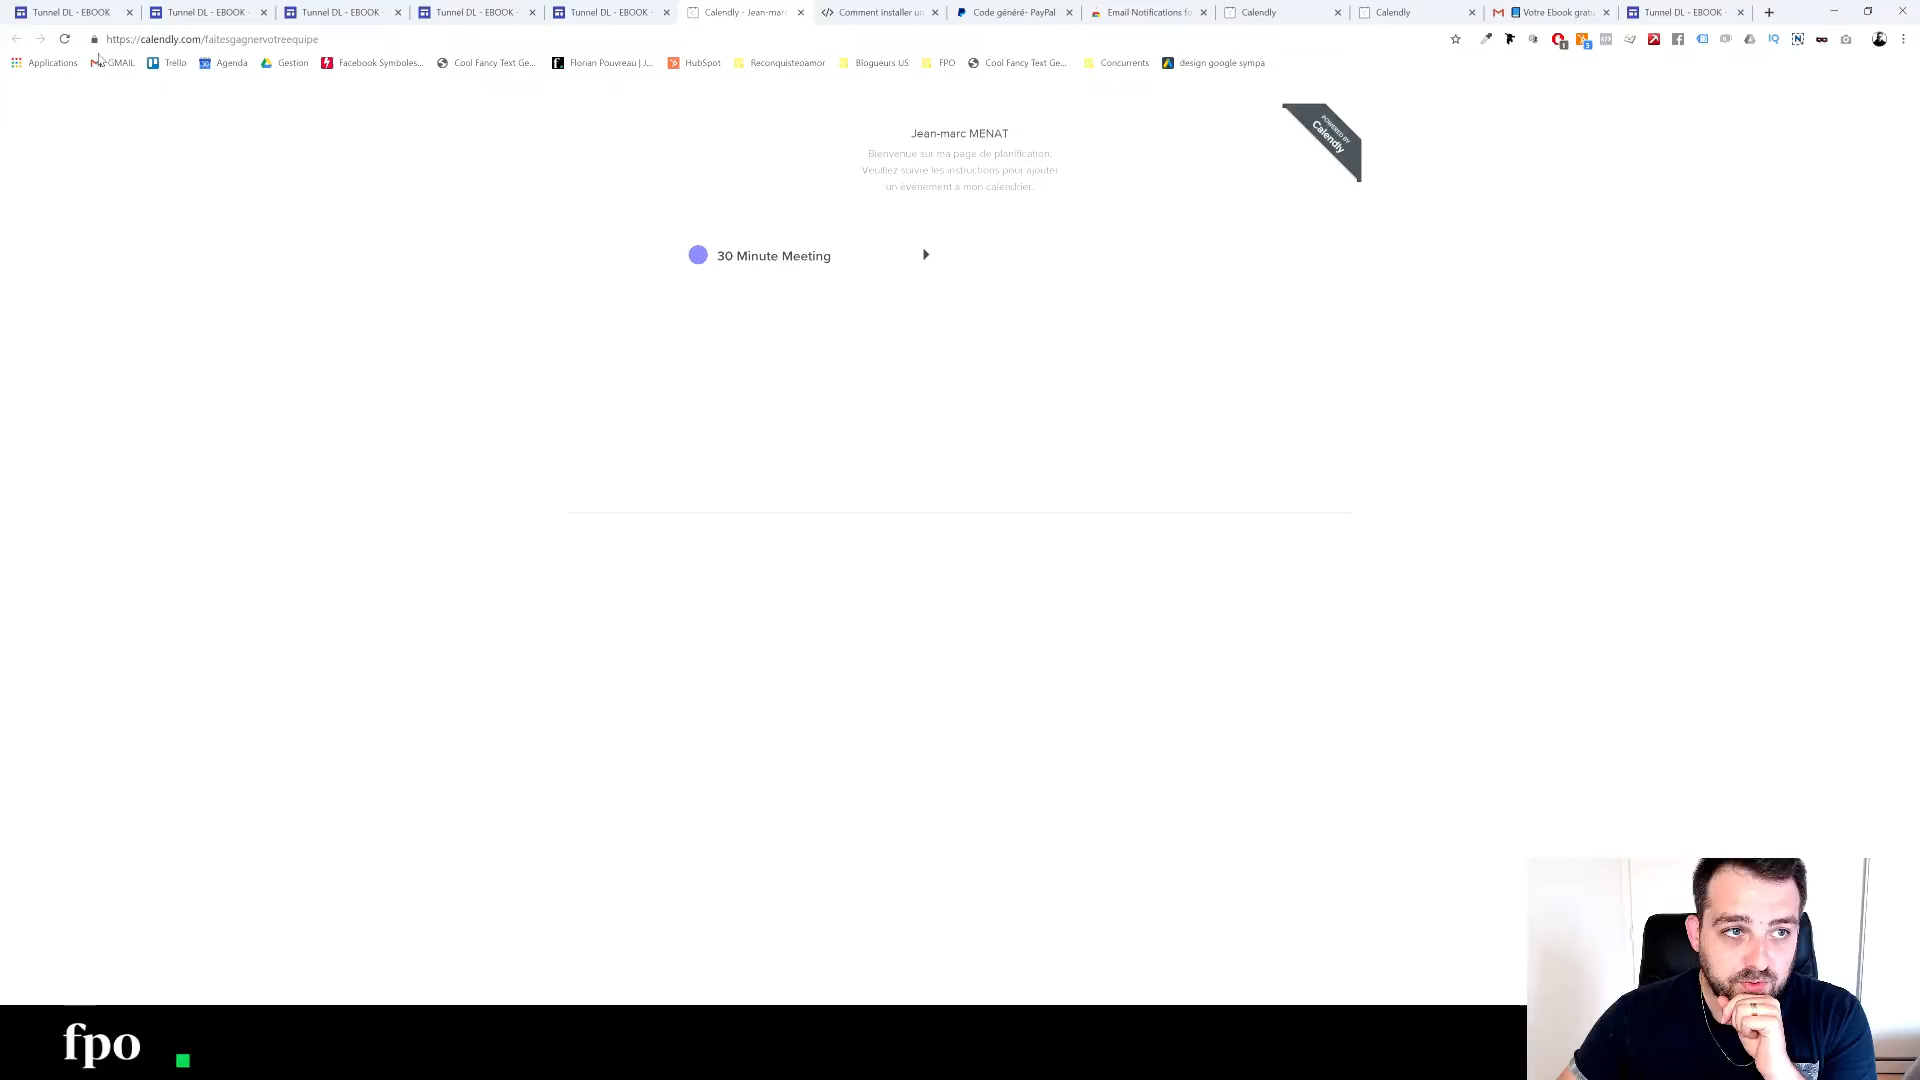 Tunnel DL - EBOOK
Tunnel DL - EBOOK
Tunnel DL - EBOOK
Tunnel DL - EBOOK
Tunnel DL - EBOOK
Calendly - Jean-marc
Comment installer un
Code généré- PayPal
Email Notifications fo
Calendly
Calendly
Votre Ebook gratu
Tunnel DL - EBOOK
https://calendly.com/faitesgagnervotreequipe
Applications
GMAIL
Trello
Agenda
Gestion
Facebook Symboles...
Cool Fancy Text Ge...
Florian Pouvreau | J...
HubSpot
Reconquisteoamor
Blogueurs US
FPO
Cool Fancy Text Ge...
Concurrents
design google sympa
POWERED BY
Calendly
Jean-marc MENAT
Bienvenue sur ma page de planification.
Veuillez suivre les instructions pour ajouter
un événement à mon calendrier.
30 Minute Meeting
fpo